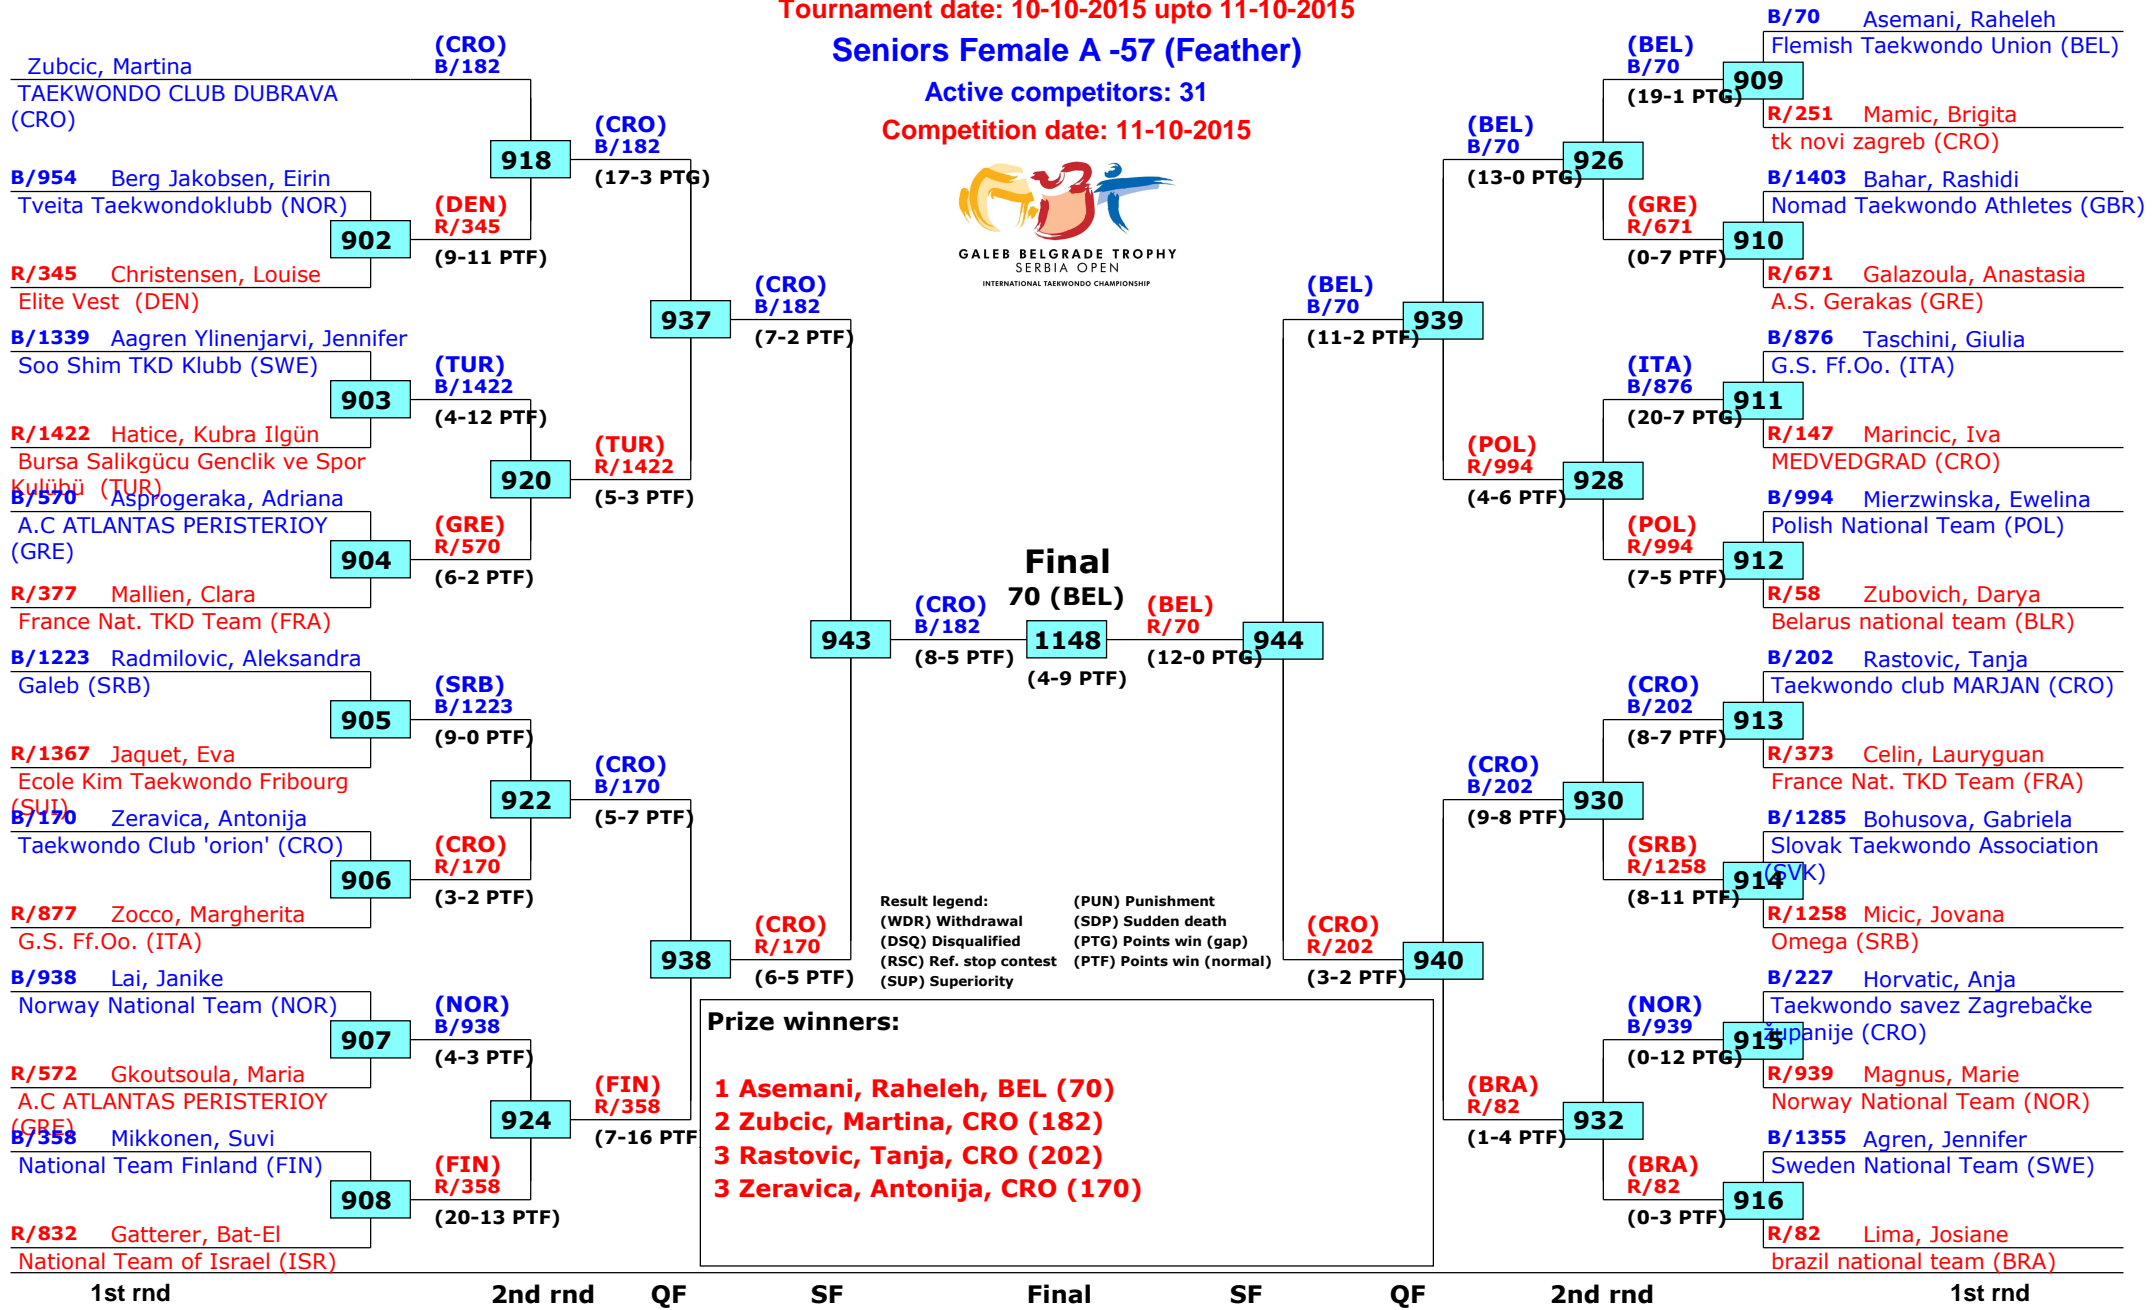 Tournament date: 10-10-2015 upto 11-10-2015
Seniors Female A -57 (Feather)
Active competitors: 31
Competition date: 11-10-2015
GALEB BELGRADE TROPHY
SERBIA OPEN
INTERNATIONAL TAEKWONDO CHAMPIONSHIP
Zubcic, Martina
TAEKWONDO CLUB DUBRAVA
(CRO)
B/954 Berg Jakobsen, Eirin
Tveita Taekwondoklubb (NOR)
902
R/345 Christensen, Louise
Elite Vest (DEN)
B/1339 Aagren Ylinenjarvi, Jennifer
Soo Shim TKD Klubb (SWE)
903
R/1422 Hatice, Kubra Ilgün
Bursa Salikgücu Genclik ve Spor
Kulübü (TUR)
B/570 Asprogeraka, Adriana
A.C ATLANTAS PERISTERIOY
(GRE)
904
R/377 Mallien, Clara
France Nat. TKD Team (FRA)
B/1223 Radmilovic, Aleksandra
Galeb (SRB)
905
R/1367 Jaquet, Eva
Ecole Kim Taekwondo Fribourg
(SUI)
B/170 Zeravica, Antonija
Taekwondo Club 'orion' (CRO)
906
R/877 Zocco, Margherita
G.S. Ff.Oo. (ITA)
B/938 Lai, Janike
Norway National Team (NOR)
907
R/572 Gkoutsoula, Maria
A.C ATLANTAS PERISTERIOY
(GRE)
B/358 Mikkonen, Suvi
National Team Finland (FIN)
908
R/832 Gatterer, Bat-El
National Team of Israel (ISR)
(CRO)
B/182
918
(DEN)
R/345
(9-11 PTF)
(TUR)
B/1422
(4-12 PTF)
920
(GRE)
R/570
(6-2 PTF)
(SRB)
B/1223
(9-0 PTF)
922
(CRO)
R/170
(3-2 PTF)
(NOR)
B/938
(4-3 PTF)
924
(FIN)
R/358
(20-13 PTF)
(CRO)
B/182
(17-3 PTG)
937
(TUR)
R/1422
(5-3 PTF)
(CRO)
B/170
(5-7 PTF)
938
(FIN)
R/358
(7-16 PTF)
(CRO)
B/182
(7-2 PTF)
943
(CRO)
R/170
(6-5 PTF)
(CRO)
B/182
(8-5 PTF)
Final
70 (BEL)
1148
(4-9 PTF)
(BEL)
R/70
(12-0 PTG)
944
(BEL)
B/70
(11-2 PTF)
939
(CRO)
R/202
(3-2 PTF)
940
(BEL)
B/70
(13-0 PTG)
926
(POL)
R/994
(4-6 PTF)
928
(CRO)
B/202
(9-8 PTF)
930
(BRA)
R/82
(1-4 PTF)
932
(BEL)
B/70
(19-1 PTG)
(GRE)
R/671
(0-7 PTF)
(ITA)
B/876
(20-7 PTG)
(POL)
R/994
(7-5 PTF)
(CRO)
B/202
(8-7 PTF)
(SRB)
R/1258
(8-11 PTF)
(NOR)
B/939
(0-12 PTG)
(BRA)
R/82
(0-3 PTF)
B/70 Asemani, Raheleh
Flemish Taekwondo Union (BEL)
909
R/251 Mamic, Brigita
tk novi zagreb (CRO)
B/1403 Bahar, Rashidi
Nomad Taekwondo Athletes (GBR)
910
R/671 Galazoula, Anastasia
A.S. Gerakas (GRE)
B/876 Taschini, Giulia
G.S. Ff.Oo. (ITA)
911
R/147 Marincic, Iva
MEDVEDGRAD (CRO)
B/994 Mierzwinska, Ewelina
Polish National Team (POL)
912
R/58 Zubovich, Darya
Belarus national team (BLR)
B/202 Rastovic, Tanja
Taekwondo club MARJAN (CRO)
913
R/373 Celin, Lauryguan
France Nat. TKD Team (FRA)
B/1285 Bohusova, Gabriela
Slovak Taekwondo Association
(SVK)
914
R/1258 Micic, Jovana
Omega (SRB)
B/227 Horvatic, Anja
Taekwondo savez Zagrebačke
županije (CRO)
915
R/939 Magnus, Marie
Norway National Team (NOR)
B/1355 Agren, Jennifer
Sweden National Team (SWE)
916
R/82 Lima, Josiane
brazil national team (BRA)
Result legend:
(WDR) Withdrawal
(DSQ) Disqualified
(RSC) Ref. stop contest
(SUP) Superiority
(PUN) Punishment
(SDP) Sudden death
(PTG) Points win (gap)
(PTF) Points win (normal)
Prize winners:
1 Asemani, Raheleh, BEL (70)
2 Zubcic, Martina, CRO (182)
3 Rastovic, Tanja, CRO (202)
3 Zeravica, Antonija, CRO (170)
1st rnd 2nd rnd QF SF Final SF QF 2nd rnd 1st rnd